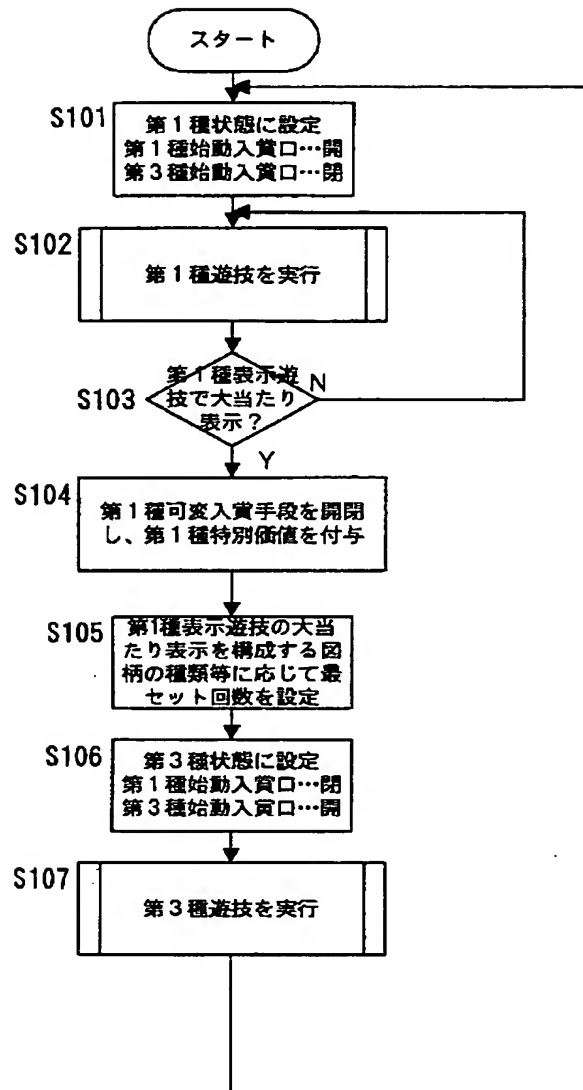 スタート
S101
第1種状態に設定
第1種始動入賞口…開
第3種始動入賞口…閉
S102
第1種遊技を実行
S103
第1種表示遊
技で大当たり
表示？
N
Y
S104
第1種可変入賞手段を開閉
し、第1種特別価値を付与
S105
第1種表示遊技の大当
たり表示を構成する図
柄の種類等に応じて最
セット回数を設定
S106
第3種状態に設定
第1種始動入賞口…閉
第3種始動入賞口…開
S107
第3種遊技を実行